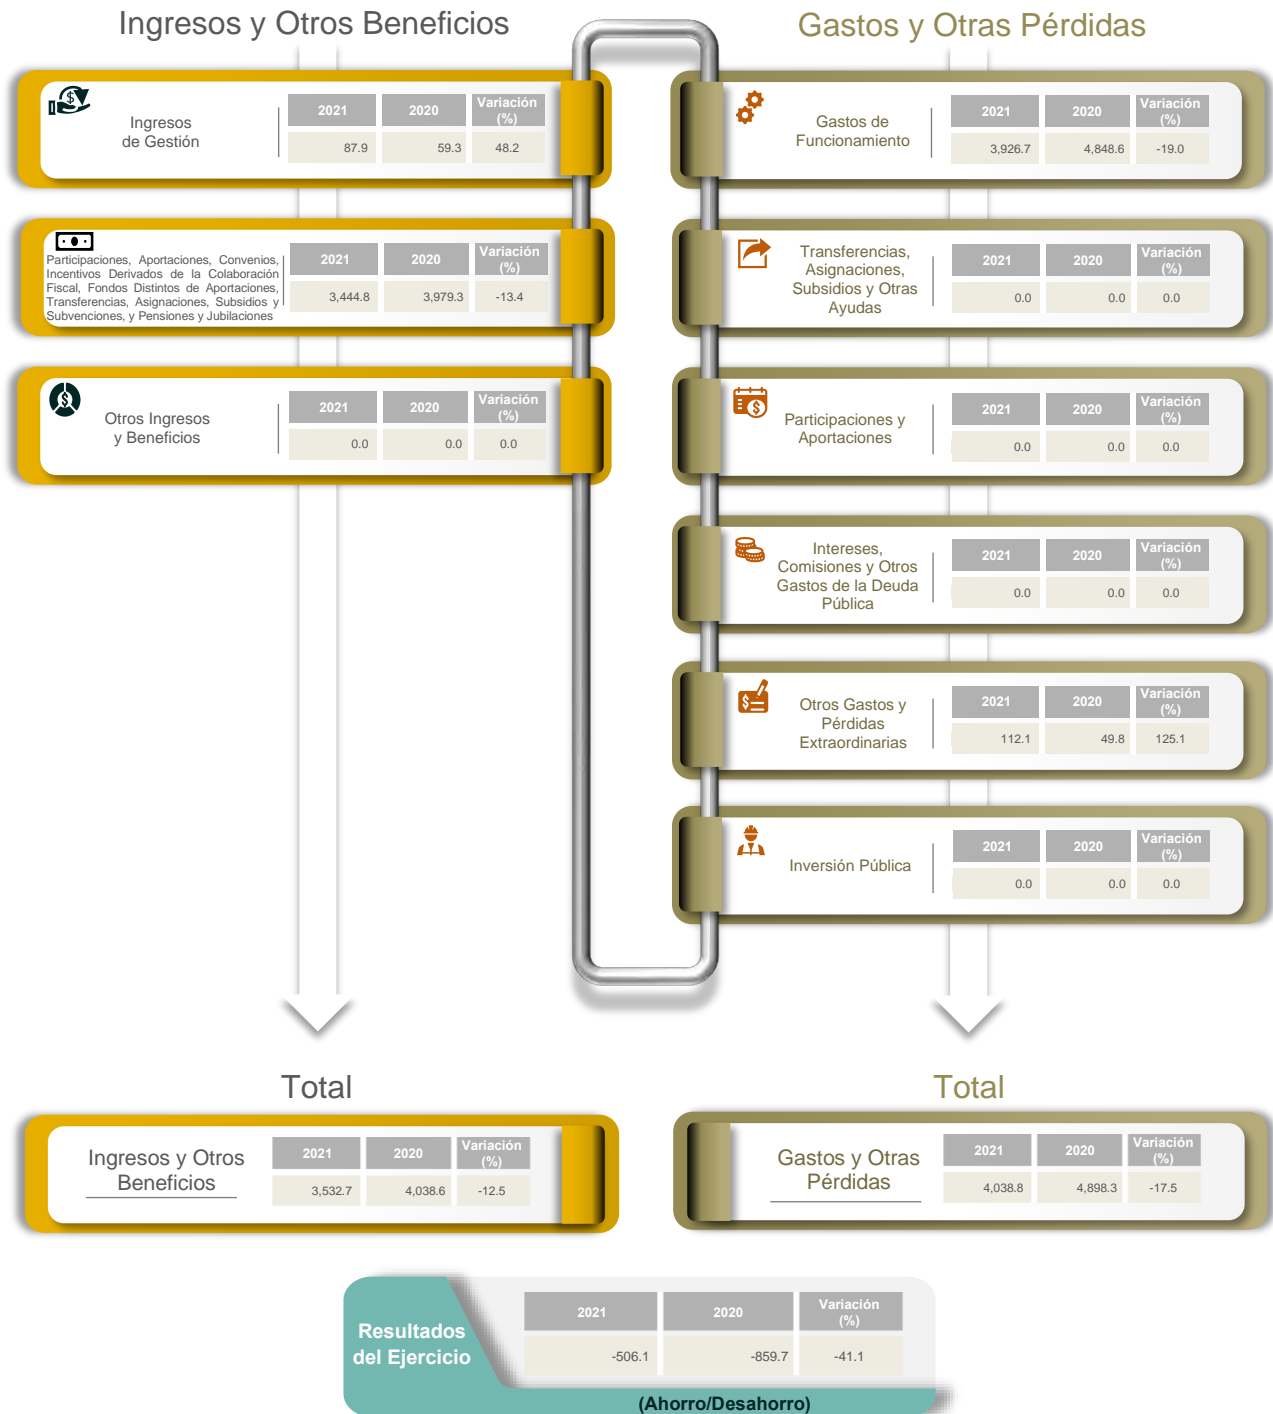 Ingresos y Otros Beneficios
Ingresos
de Gestión
2021 2020 Variación
(%)
87.9 59.3 48.2
Participaciones, Aportaciones, Convenios,
Incentivos Derivados de la Colaboración
Fiscal, Fondos Distintos de Aportaciones,
Transferencias, Asignaciones, Subsidios y
Subvenciones, y Pensiones y Jubilaciones
2021 2020 Variación
(%)
3,444.8 3,979.3 -13.4
Otros Ingresos
y Beneficios
2021 2020 Variación
(%)
0.0 0.0 0.0
Total
Ingresos y Otros
Beneficios
2021 2020 Variación
(%)
3,532.7 4,038.6 -12.5
Gastos y Otras Pérdidas
Gastos de
Funcionamiento
2021 2020 Variación
(%)
3,926.7 4,848.6 -19.0
Transferencias,
Asignaciones,
Subsidios y Otras
Ayudas
2021 2020 Variación
(%)
0.0 0.0 0.0
Participaciones y
Aportaciones
2021 2020 Variación
(%)
0.0 0.0 0.0
Intereses,
Comisiones y Otros
Gastos de la Deuda
Pública
2021 2020 Variación
(%)
0.0 0.0 0.0
Otros Gastos y
Pérdidas
Extraordinarias
2021 2020 Variación
(%)
112.1 49.8 125.1
Inversión Pública
2021 2020 Variación
(%)
0.0 0.0 0.0
Total
Gastos y Otras
Pérdidas
2021 2020 Variación
(%)
4,038.8 4,898.3 -17.5
Resultados
del Ejercicio
2021 2020 Variación
(%)
-506.1 -859.7 -41.1
(Ahorro/Desahorro)